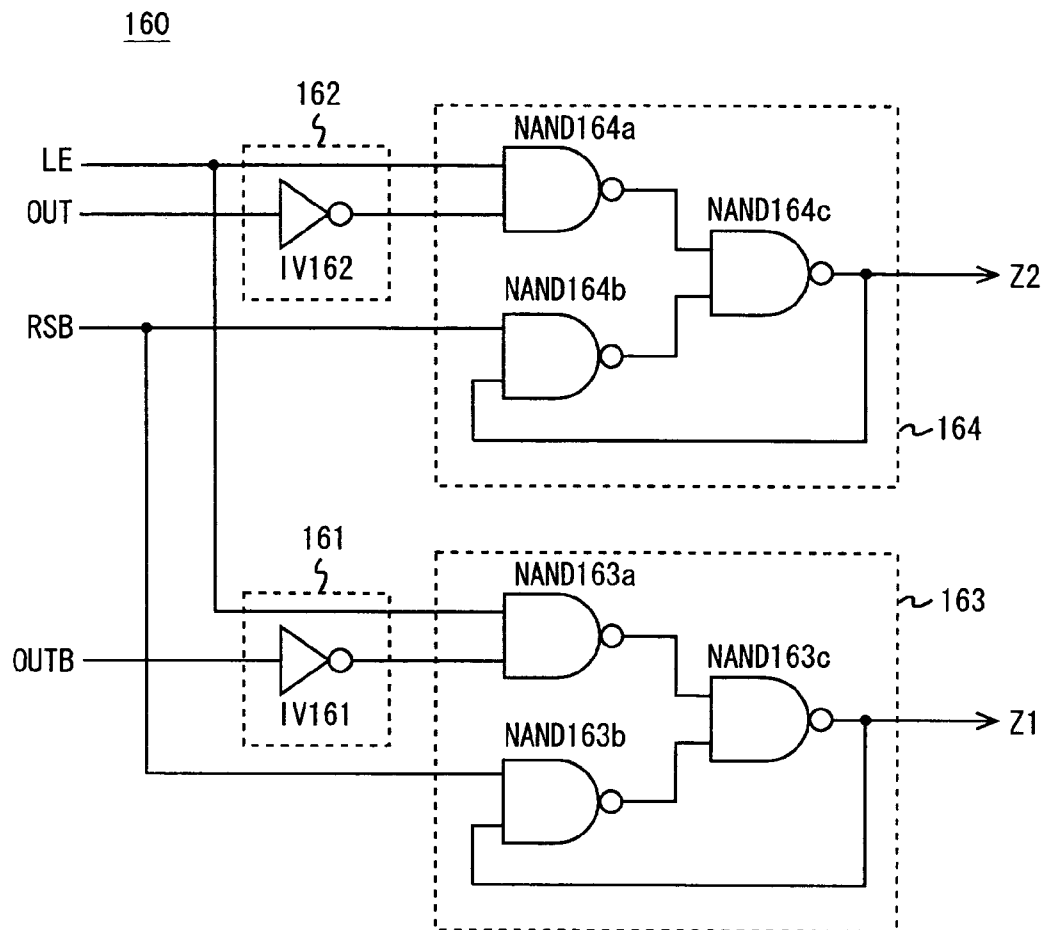 160
162
NAND164a
LE
OUT
IV162
NAND164c
Z2
NAND164b
RSB
164
161
NAND163a
163
OUTB
IV161
NAND163c
Z1
NAND163b